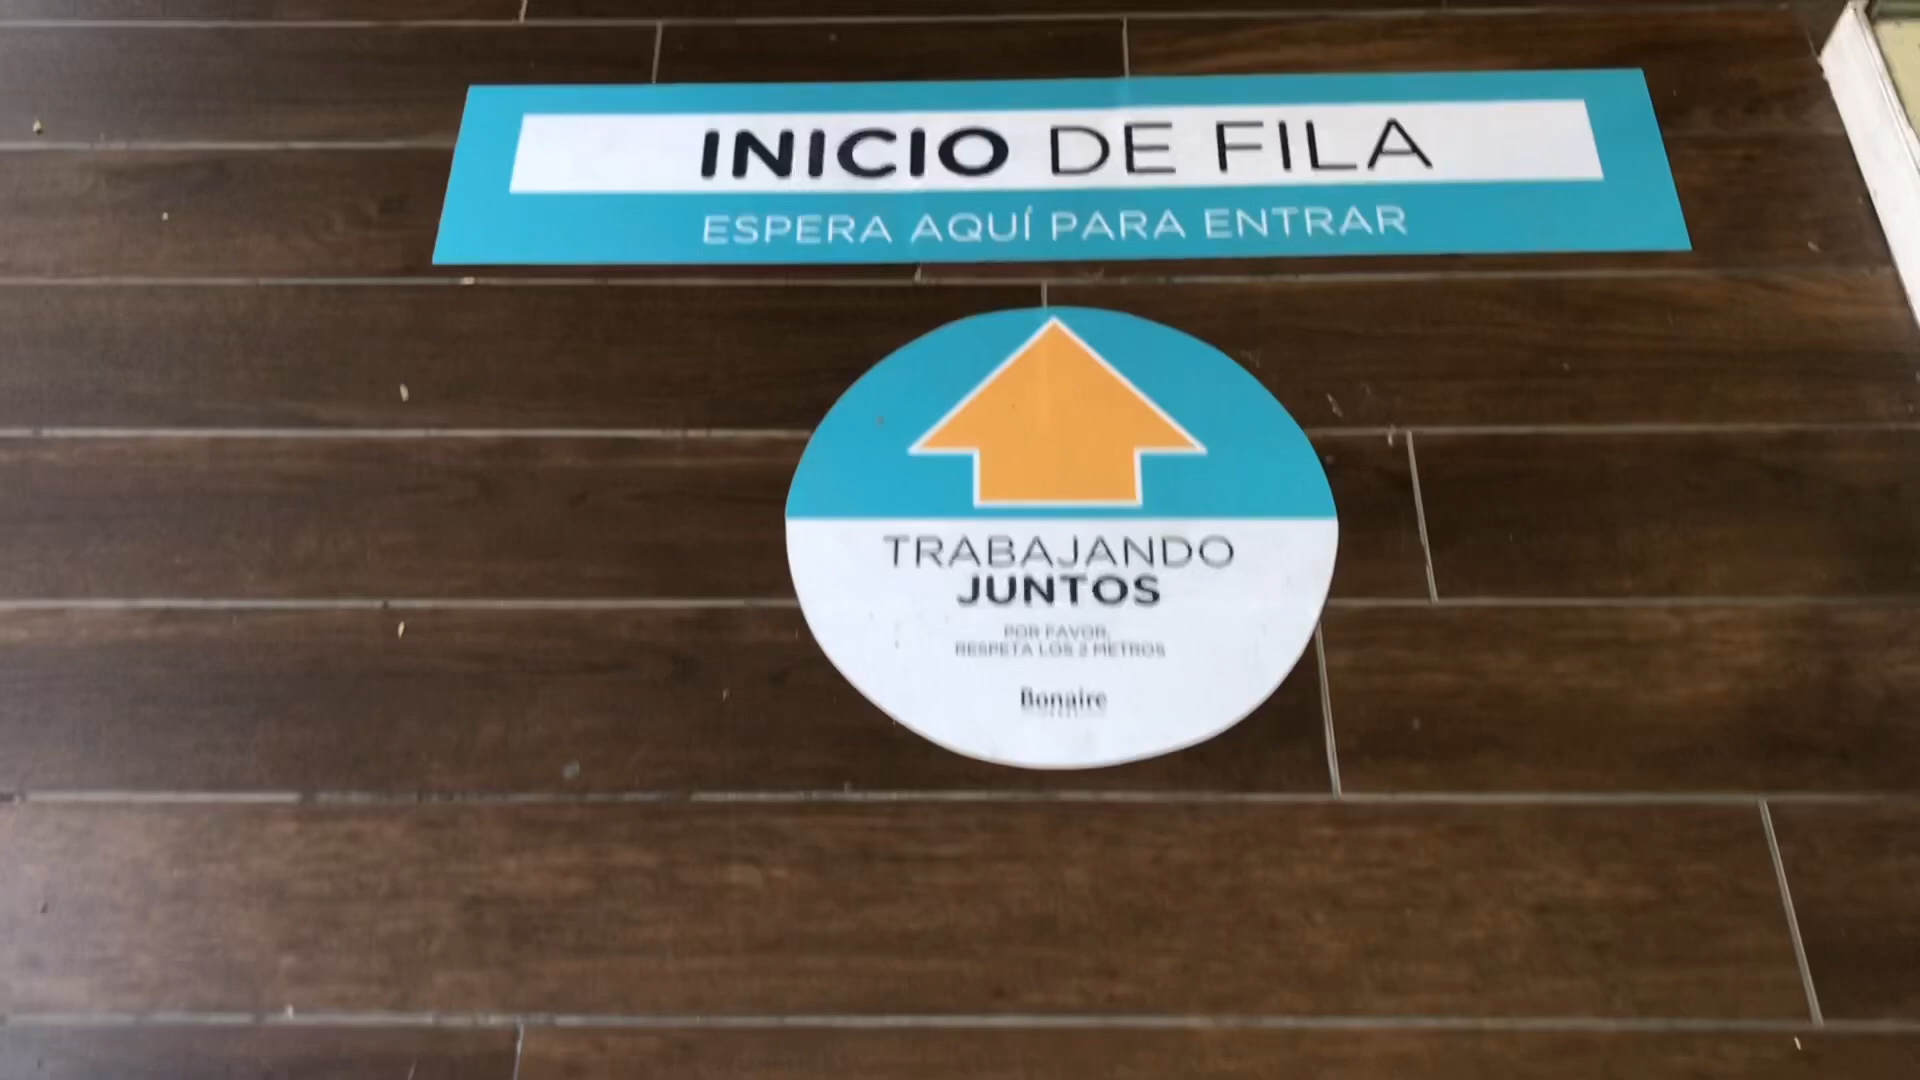 INICIO DE FILA
ESPERA AQUÍ PARA ENTRAR
TRABAJANDO
JUNTOS
POR FAVOR,
RESPETA LOS 2 METROS
Bonaire